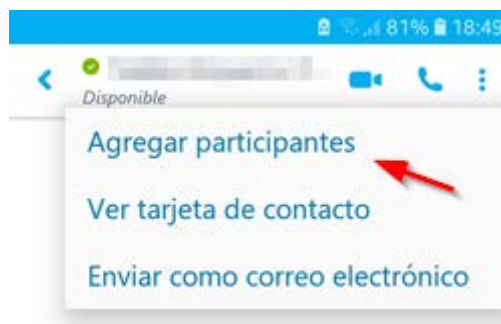 81% 18:49
Disponible
Agregar participantes
Ver tarjeta de contacto
Enviar como correo electrónico